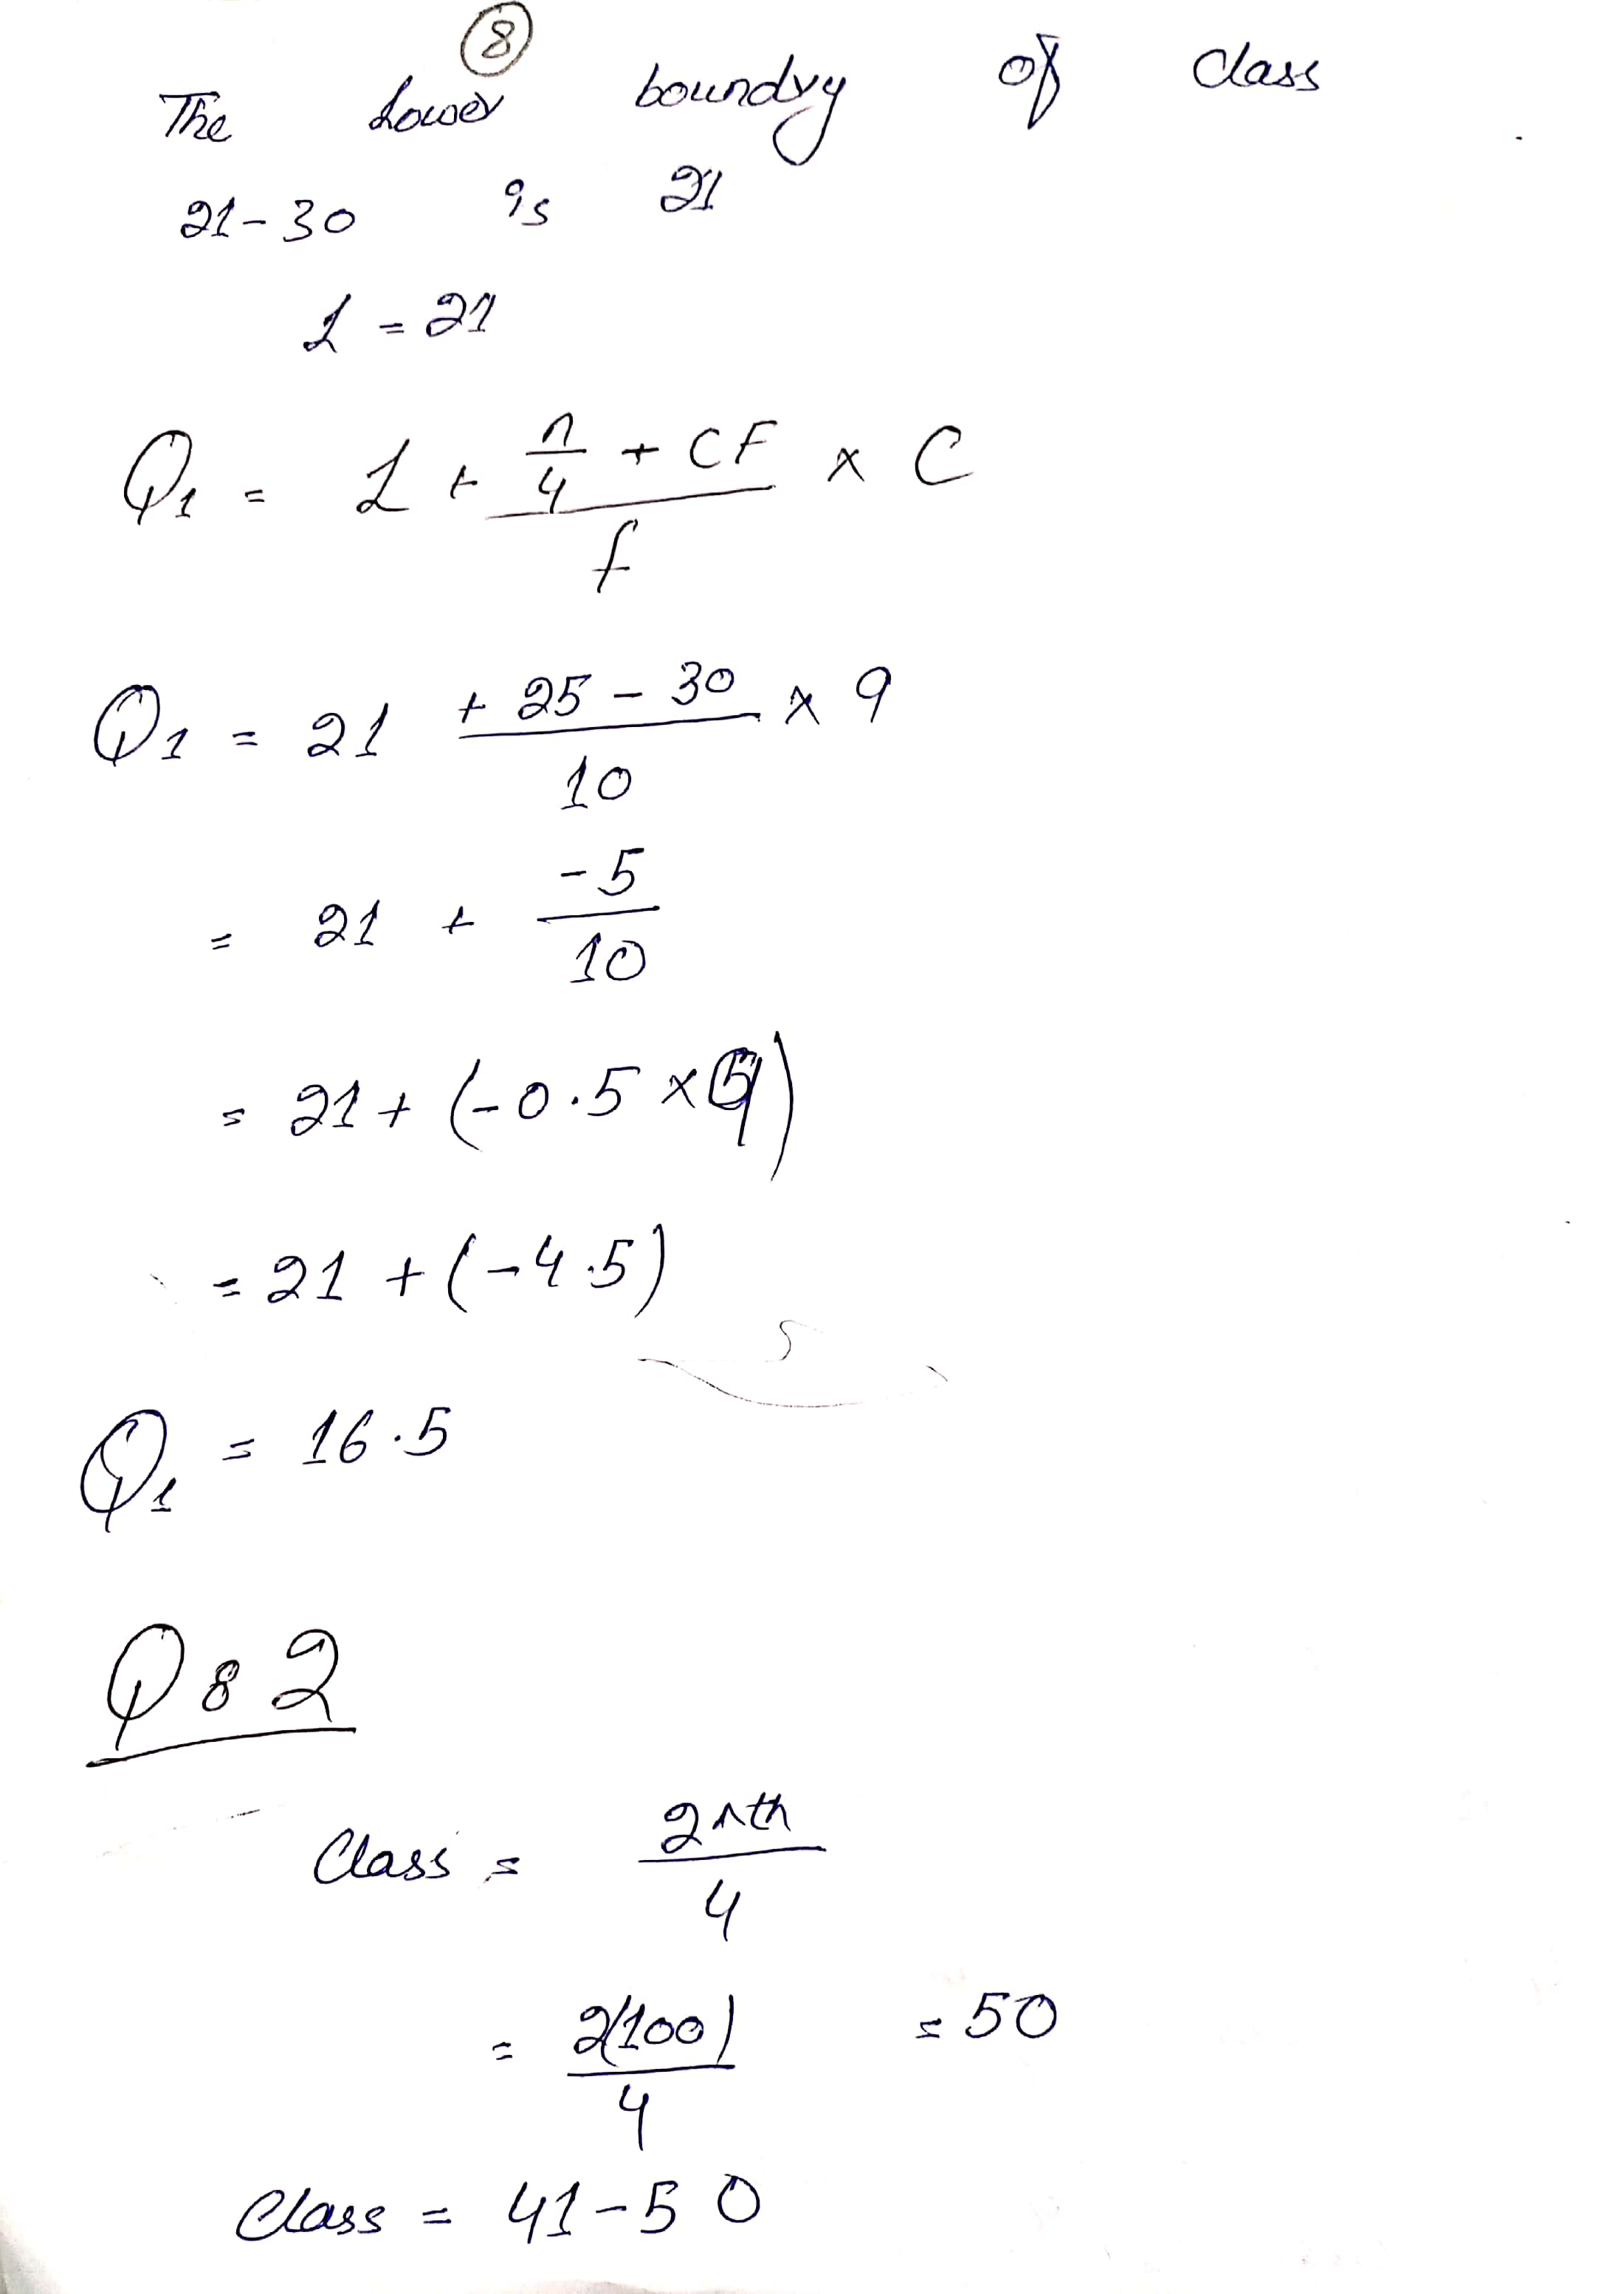 8
The Lower boundry of class
21-30 is 21
L = 21
Q1 = L + n/4 + CF / f x C
Q1 = 21 + 25 - 30 / 10 x 9
= 21 + -5 / 10
= 21 + (-0.5 x 9)
= 21 + (-4.5)
Q1 = 16.5
Q 8 2
Class = 2nth / 4
= 2(100) / 4 = 50
Class = 41-50